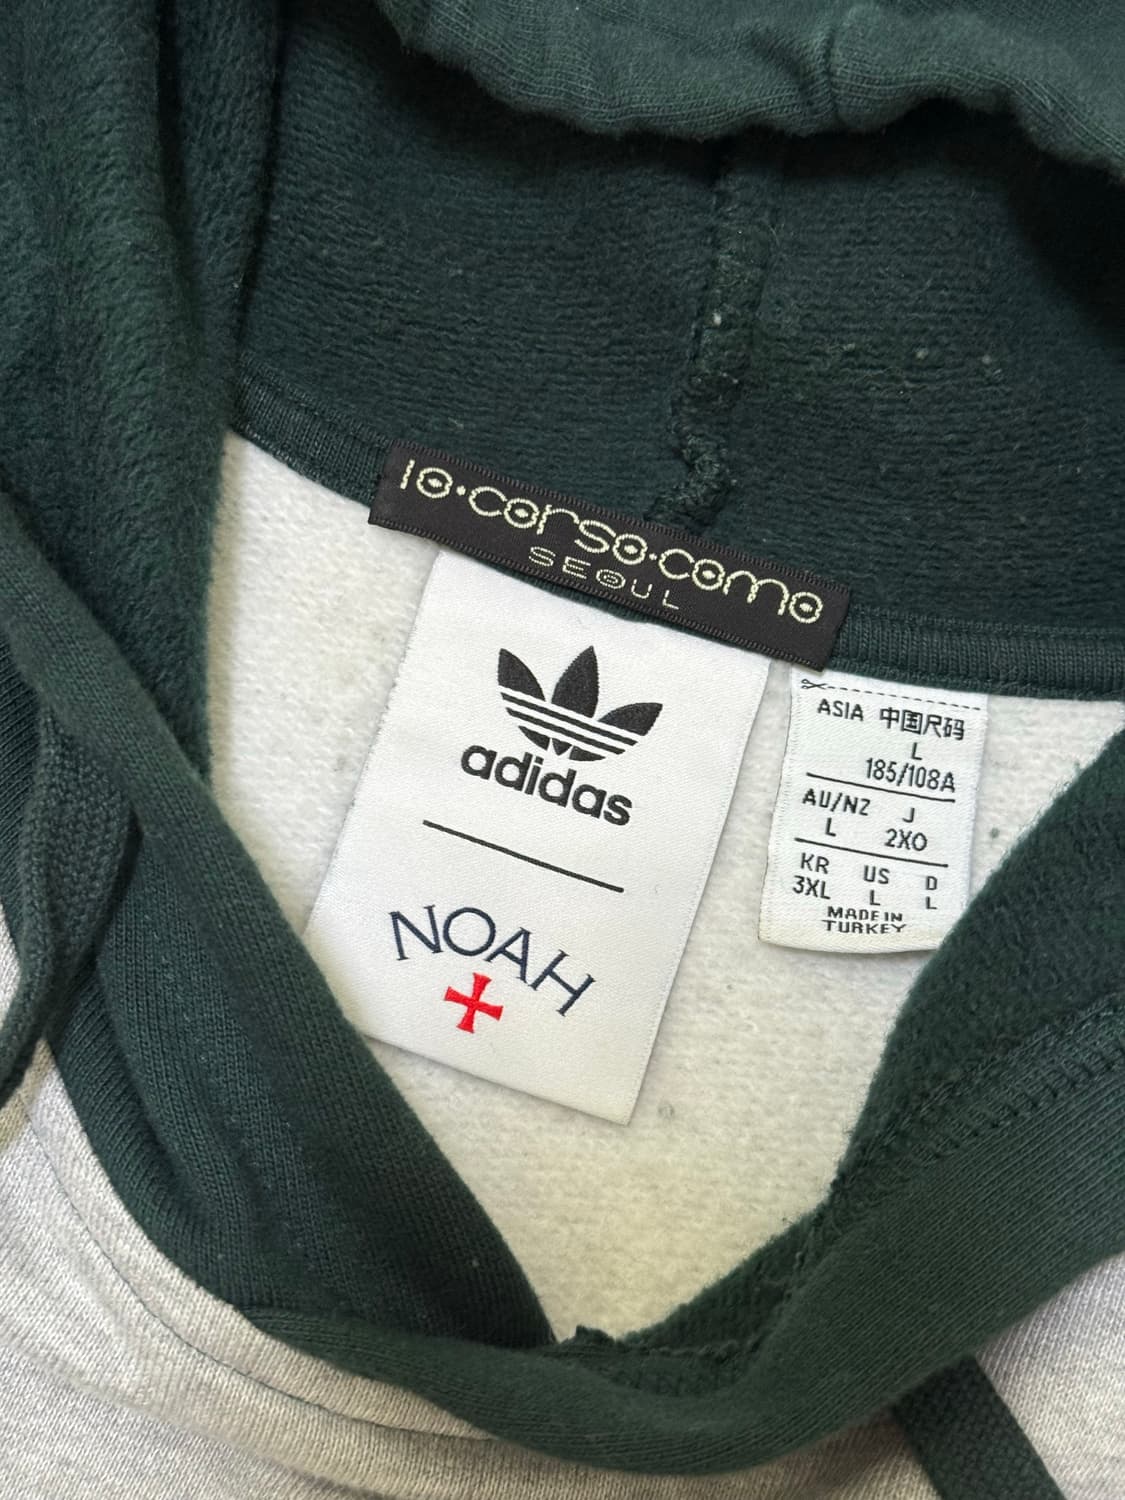 10·corso·como
SEOUL
adidas
NOAH
ASIA 中国尺码
L
185/108A
AU/NZ J
L 2XO
KR US D
3XL L L
MADE IN
TURKEY